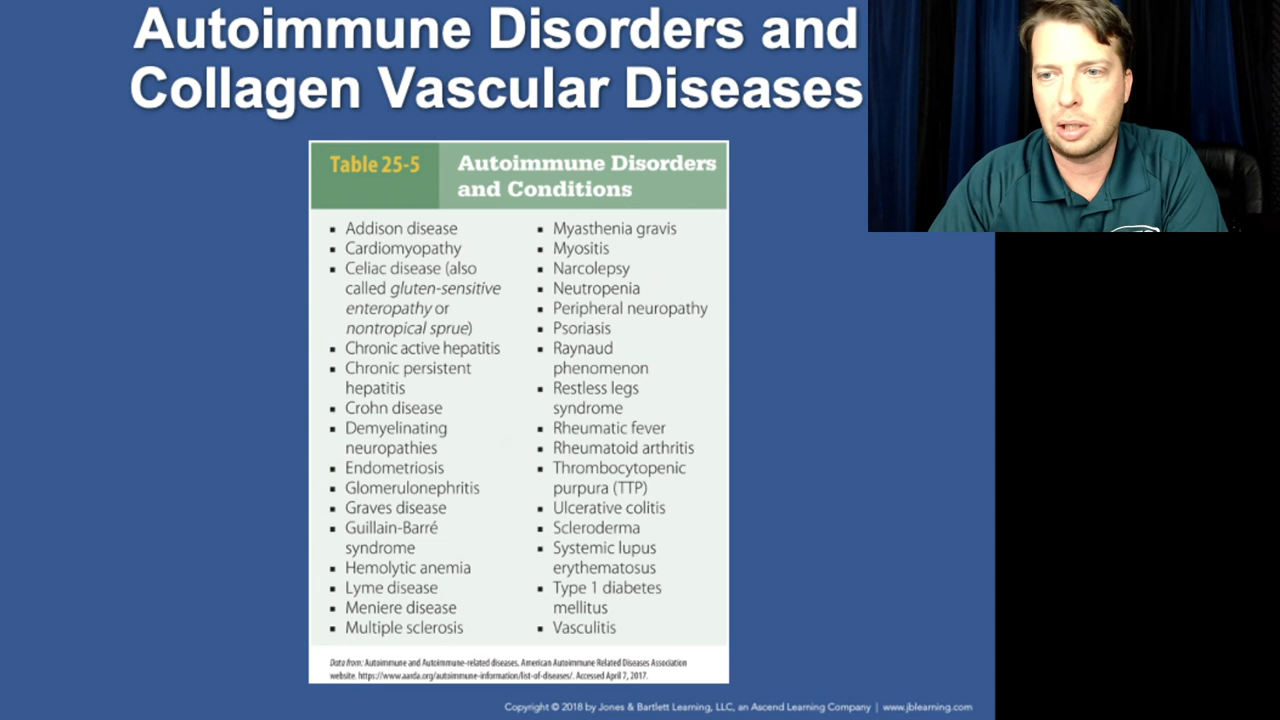 Autoimmune Disorders and
Collagen Vascular Diseases
Table 25-5
Autoimmune Disorders
and Conditions
▪ Addison disease
▪ Cardiomyopathy
▪ Celiac disease (also
called gluten-sensitive
enteropathy or
nontropical sprue)
▪ Chronic active hepatitis
▪ Chronic persistent
hepatitis
▪ Crohn disease
▪ Demyelinating
neuropathies
▪ Endometriosis
▪ Glomerulonephritis
▪ Graves disease
▪ Guillain-Barré
syndrome
▪ Hemolytic anemia
▪ Lyme disease
▪ Meniere disease
▪ Multiple sclerosis
▪ Myasthenia gravis
▪ Myositis
▪ Narcolepsy
▪ Neutropenia
▪ Peripheral neuropathy
▪ Psoriasis
▪ Raynaud
phenomenon
▪ Restless legs
syndrome
▪ Rheumatic fever
▪ Rheumatoid arthritis
▪ Thrombocytopenic
purpura (TTP)
▪ Ulcerative colitis
▪ Scleroderma
▪ Systemic lupus
erythematosus
▪ Type 1 diabetes
mellitus
▪ Vasculitis
Data from: Autoimmune and Autoimmune-related diseases. American Autoimmune Related Diseases Association
website. https://www.aarda.org/autoimmune-information/list-of-diseases/. Accessed April 7, 2017.
Copyright © 2018 by Jones & Bartlett Learning, LLC, an Ascend Learning Company | www.jblearning.com